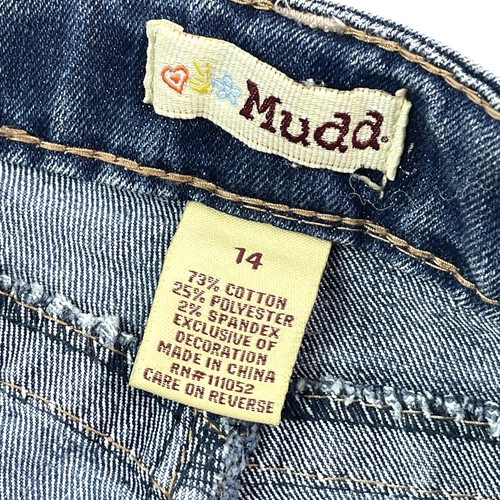 Mudd®
14
73% COTTON
25% POLYESTER
2% SPANDEX
EXCLUSIVE OF
DECORATION
MADE IN CHINA
RN#111052
CARE ON REVERSE